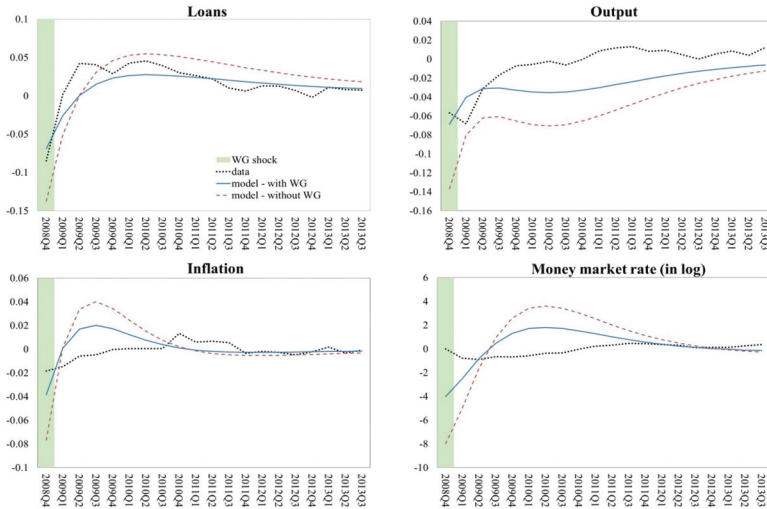 Loans
0.1
0.05
0
-0.05
-0.1
-0.15
WG shock
data
model - with WG
model - without WG
2008Q4
2009Q1
2009Q2
2009Q3
2009Q4
2010Q1
2010Q2
2010Q3
2010Q4
2011Q1
2011Q2
2011Q3
2011Q4
2012Q1
2012Q2
2012Q3
2012Q4
2013Q1
2013Q2
2013Q3
Output
0.04
0.02
0
-0.02
-0.04
-0.06
-0.08
-0.1
-0.12
-0.14
-0.16
2008Q4
2009Q1
2009Q2
2009Q3
2009Q4
2010Q1
2010Q2
2010Q3
2010Q4
2011Q1
2011Q2
2011Q3
2011Q4
2012Q1
2012Q2
2012Q3
2012Q4
2013Q1
2013Q2
2013Q3
Inflation
0.06
0.04
0.02
0
-0.02
-0.04
-0.06
-0.08
-0.1
2008Q4
2009Q1
2009Q2
2009Q3
2009Q4
2010Q1
2010Q2
2010Q3
2010Q4
2011Q1
2011Q2
2011Q3
2011Q4
2012Q1
2012Q2
2012Q3
2012Q4
2013Q1
2013Q2
2013Q3
Money market rate (in log)
6
4
2
0
-2
-4
-6
-8
-10
2008Q4
2009Q1
2009Q2
2009Q3
2009Q4
2010Q1
2010Q2
2010Q3
2010Q4
2011Q1
2011Q2
2011Q3
2011Q4
2012Q1
2012Q2
2012Q3
2012Q4
2013Q1
2013Q2
2013Q3